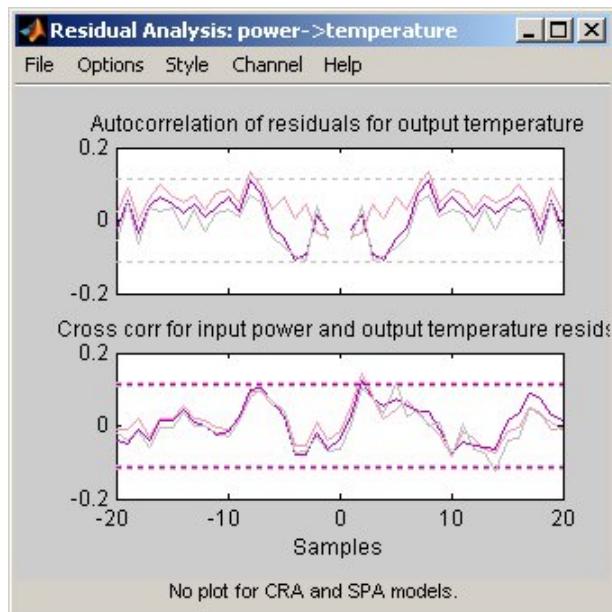 Residual Analysis: power->temperature
File Options Style Channel Help
Autocorrelation of residuals for output temperature
0.2
0
-0.2
Cross corr for input power and output temperature resids
0.2
0
-0.2
-20 -10 0 10 20
Samples
No plot for CRA and SPA models.